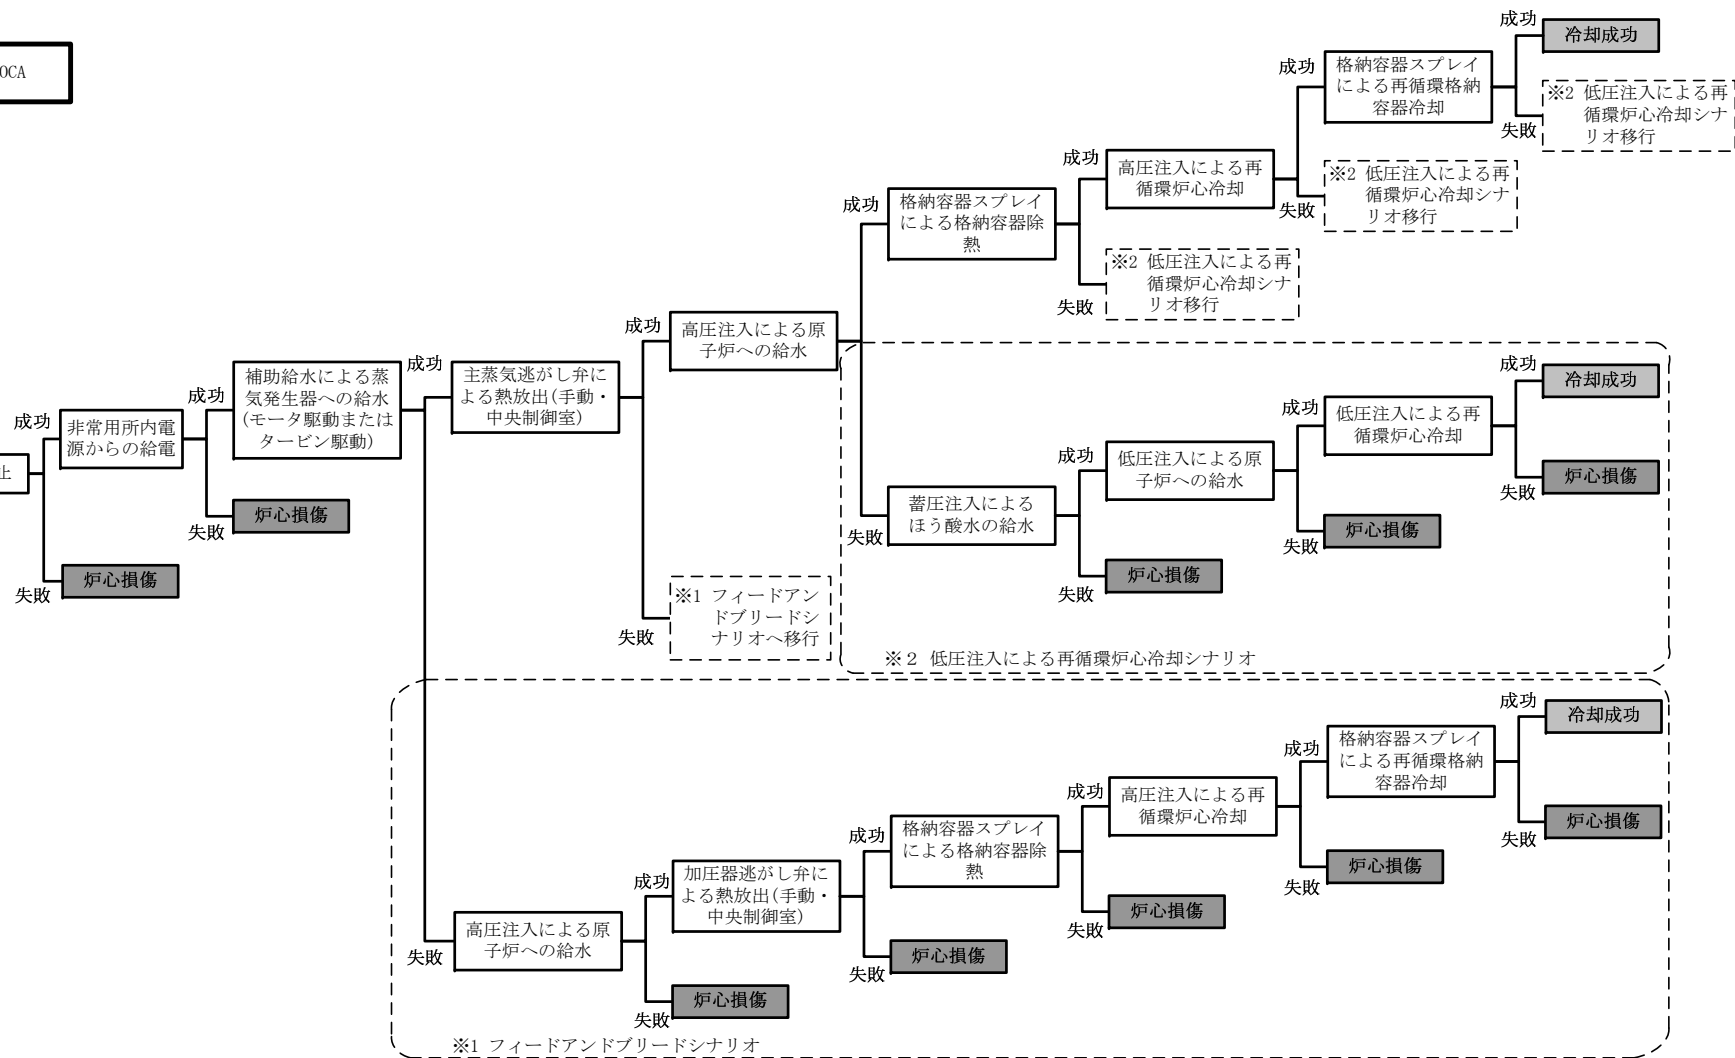 OCA
止
成功
失敗
非常用所内電
源からの給電
炉心損傷
成功
失敗
補助給水による蒸
気発生器への給水
(モータ駆動または
タービン駆動)
炉心損傷
成功
失敗
主蒸気逃がし弁に
よる熱放出(手動・
中央制御室)
成功
失敗
高圧注入による原
子炉への給水
※1 フィードアン
ドブリードシ
ナリオへ移行
成功
失敗
格納容器スプレイ
による格納容器除
熱
成功
失敗
高圧注入による再
循環炉心冷却
※2 低圧注入による再
循環炉心冷却シナ
リオ移行
成功
失敗
格納容器スプレイ
による再循環格納
容器冷却
※2 低圧注入による再
循環炉心冷却シナ
リオ移行
成功
失敗
冷却成功
※2 低圧注入による再
循環炉心冷却シナ
リオ移行
蓄圧注入による
ほう酸水の給水
成功
失敗
低圧注入による原
子炉への給水
炉心損傷
成功
失敗
低圧注入による再
循環炉心冷却
炉心損傷
成功
失敗
冷却成功
炉心損傷
※2 低圧注入による再循環炉心冷却シナリオ
高圧注入による原
子炉への給水
成功
失敗
加圧器逃がし弁に
よる熱放出(手動・
中央制御室)
炉心損傷
成功
失敗
格納容器スプレイ
による格納容器除
熱
炉心損傷
成功
失敗
高圧注入による再
循環炉心冷却
炉心損傷
成功
失敗
格納容器スプレイ
による再循環格納
容器冷却
炉心損傷
成功
失敗
冷却成功
炉心損傷
※1 フィードアンドブリードシナリオ